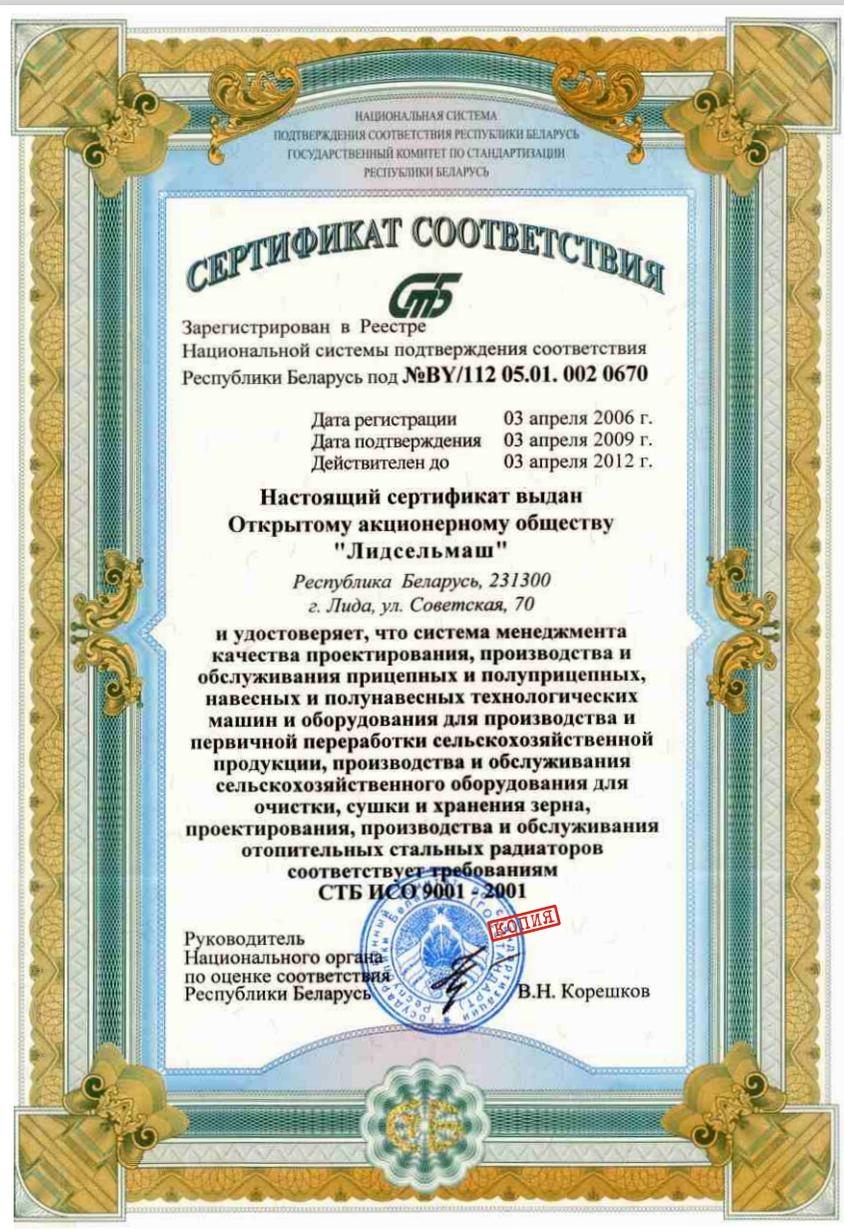 НАЦИОНАЛЬНАЯ СИСТЕМА
ПОДТВЕРЖДЕНИЯ СООТВЕТСТВИЯ РЕСПУБЛИКИ БЕЛАРУСЬ
ГОСУДАРСТВЕННЫЙ КОМИТЕТ ПО СТАНДАРТИЗАЦИИ
РЕСПУБЛИКИ БЕЛАРУСЬ
СЕРТИФИКАТ СООТВЕТСТВИЯ
СТБ
Зарегистрирован в Реестре
Национальной системы подтверждения соответствия
Республики Беларусь под №BY/112 05.01. 002 0670
Дата регистрации 03 апреля 2006 г.
Дата подтверждения 03 апреля 2009 г.
Действителен до 03 апреля 2012 г.
Настоящий сертификат выдан
Открытому акционерному обществу
"Лидсельмаш"
Республика Беларусь, 231300
г. Лида, ул. Советская, 70
и удостоверяет, что система менеджмента
качества проектирования, производства и
обслуживания прицепных и полуприцепных,
навесных и полунавесных технологических
машин и оборудования для производства и
первичной переработки сельскохозяйственной
продукции, производства и обслуживания
сельскохозяйственного оборудования для
очистки, сушки и хранения зерна,
проектирования, производства и обслуживания
отопительных стальных радиаторов
соответствует требованиям
СТБ ИСО 9001 - 2001
КОПИЯ
Руководитель
Национального органа
по оценке соответствия
Республики Беларусь В.Н. Корешков
СТБ